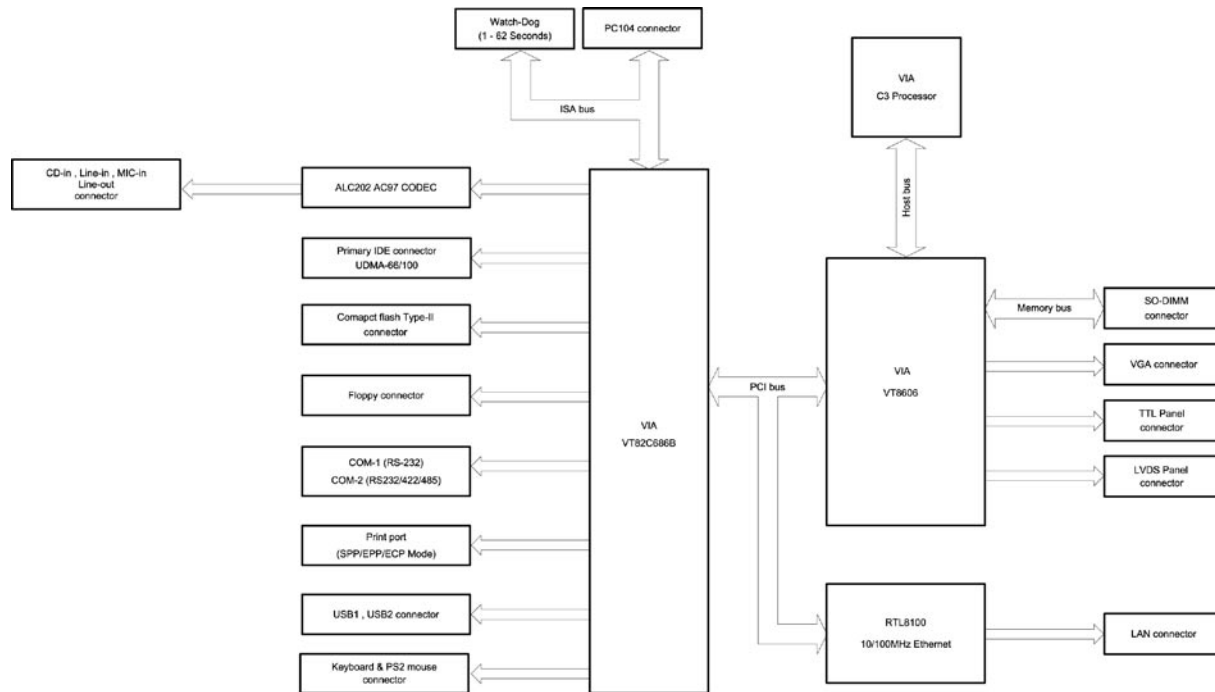 Watch-Dog
(1 - 62 Seconds)
PC104 connector
ISA bus
VIA
C3 Processor
Host bus
CD-in , Line-in , MIC-in
Line-out
connector
ALC202 AC97 CODEC
Primary IDE connector
UDMA-66/100
Comapct flash Type-II
connector
Floppy connector
COM-1 (RS-232)
COM-2 (RS232/422/485)
Print port
(SPP/EPP/ECP Mode)
USB1 , USB2 connector
Keyboard & PS2 mouse
connector
VIA
VT82C686B
PCI bus
VIA
VT8606
Memory bus
SO-DIMM
connector
VGA connector
TTL Panel
connector
LVDS Panel
connector
RTL8100
10/100MHz Ethernet
LAN connector